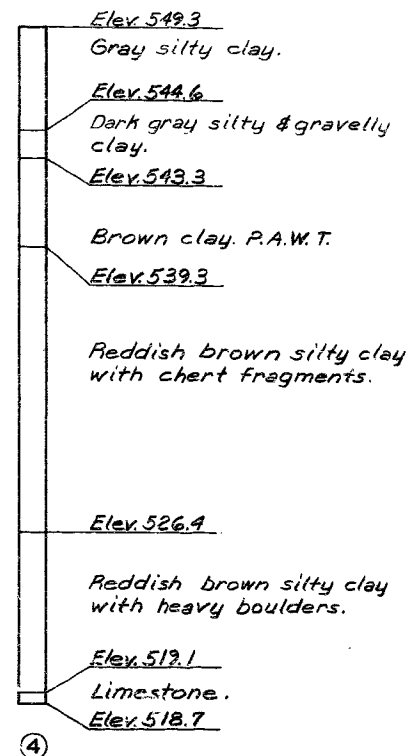 Elev. 549.3
Gray silty clay.
Elev. 544.6
Dark gray silty & gravelly
clay.
Elev. 543.3
Brown clay. P.A.W.T.
Elev. 539.3
Reddish brown silty clay
with chert fragments.
Elev. 526.4
Reddish brown silty clay
with heavy boulders.
Elev. 519.1
Limestone.
Elev. 518.7
4